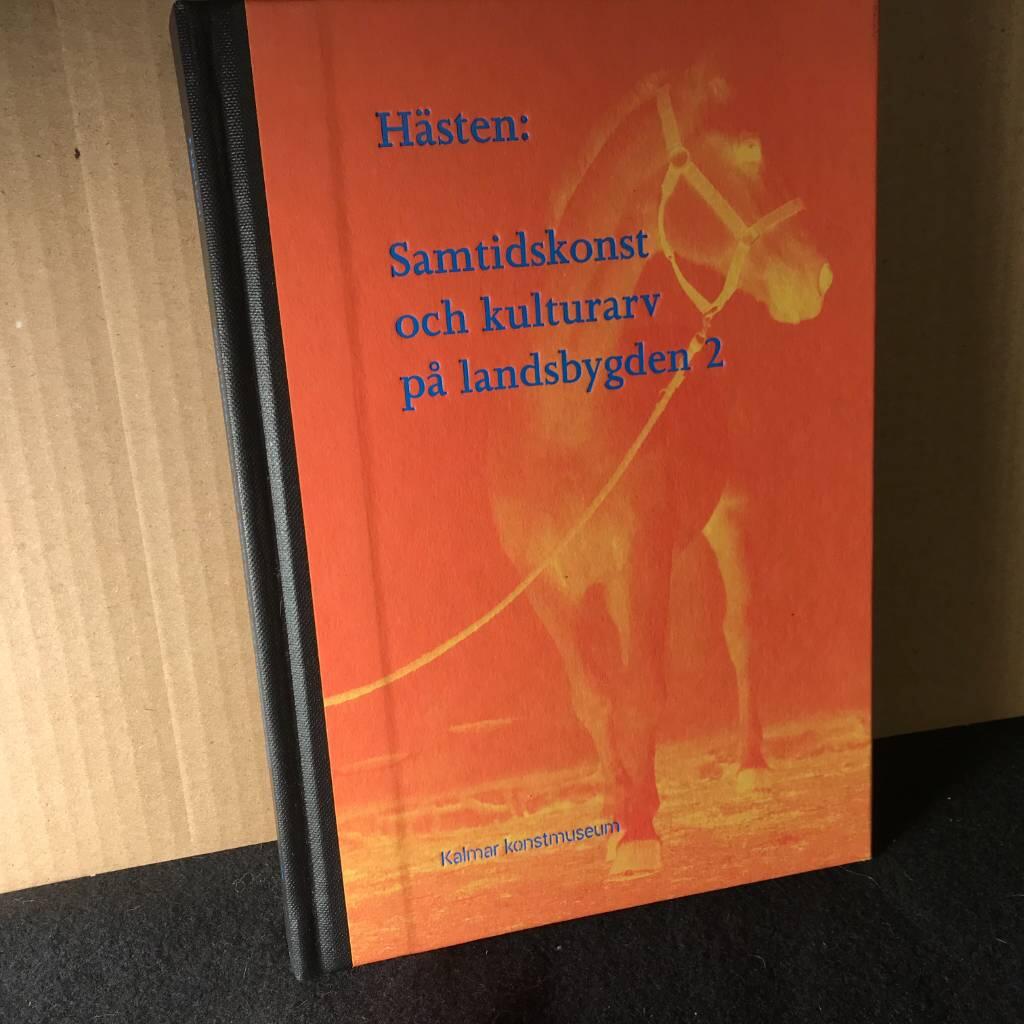 Hästen:
Samtidskonst
och kulturarv
på landsbygden 2
Kalmar konstmuseum